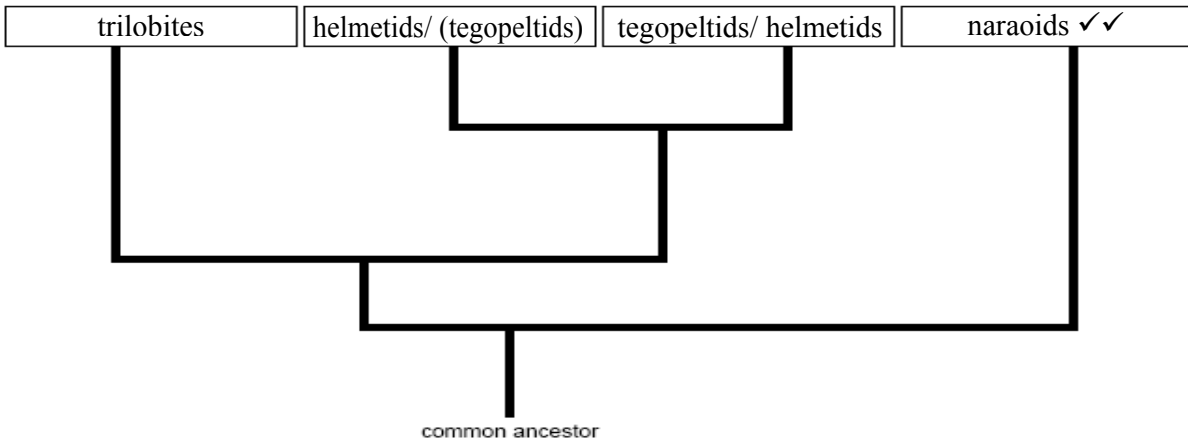 trilobites
helmetids/ (tegopeltids)
tegopeltids/ helmetids
naraoids ✓✓
common ancestor